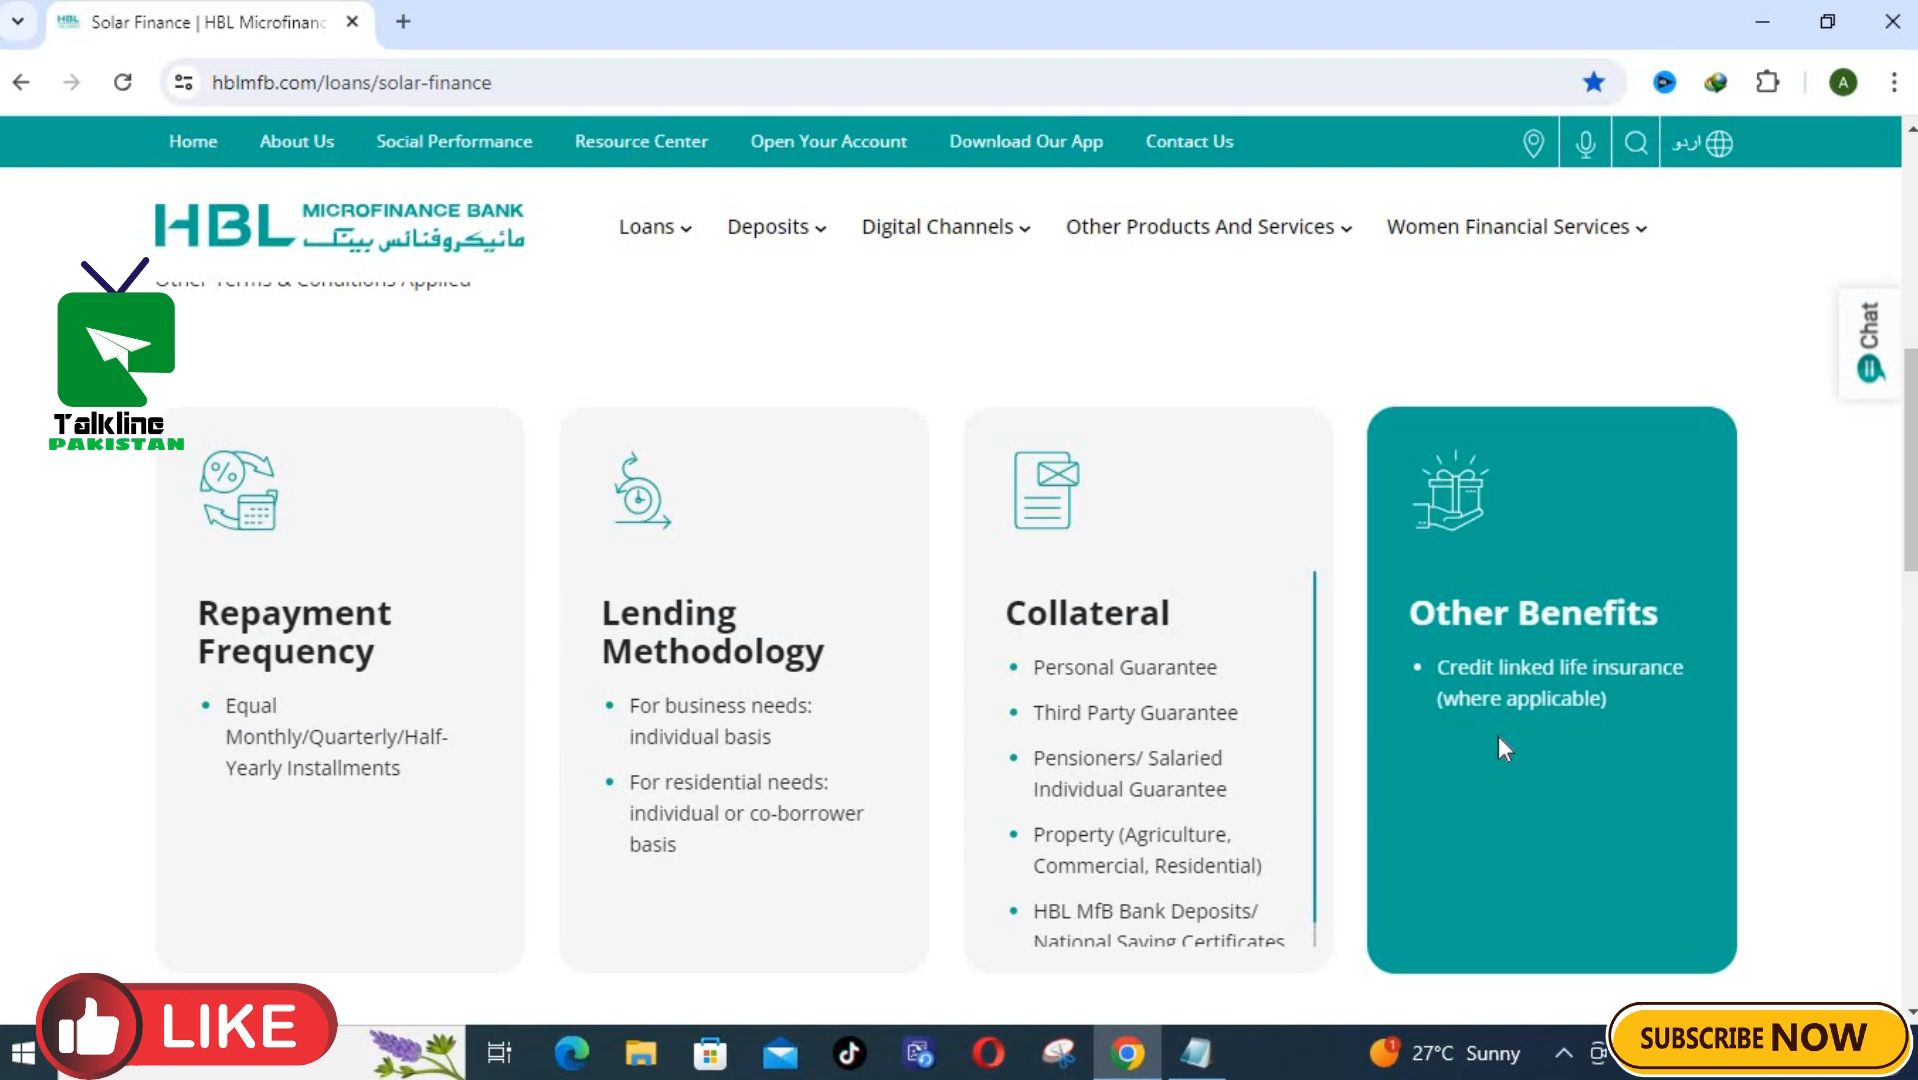 Solar Finance | HBL Microfinanc
hblmfb.com/loans/solar-finance
A
Home About Us Social Performance Resource Center Open Your Account Download Our App Contact Us اردو
HBL MICROFINANCE BANK
مائیکروفنانس بینک
Loans Deposits Digital Channels Other Products And Services Women Financial Services
Other Terms & Conditions Applied
Chat
Talkline
PAKISTAN
Repayment
Frequency
Equal
Monthly/Quarterly/Half-
Yearly Installments
Lending
Methodology
For business needs:
individual basis
For residential needs:
individual or co-borrower
basis
Collateral
Personal Guarantee
Third Party Guarantee
Pensioners/ Salaried
Individual Guarantee
Property (Agriculture,
Commercial, Residential)
HBL MfB Bank Deposits/
National Saving Certificates
Other Benefits
Credit linked life insurance
(where applicable)
LIKE
1
27°C Sunny
SUBSCRIBE NOW